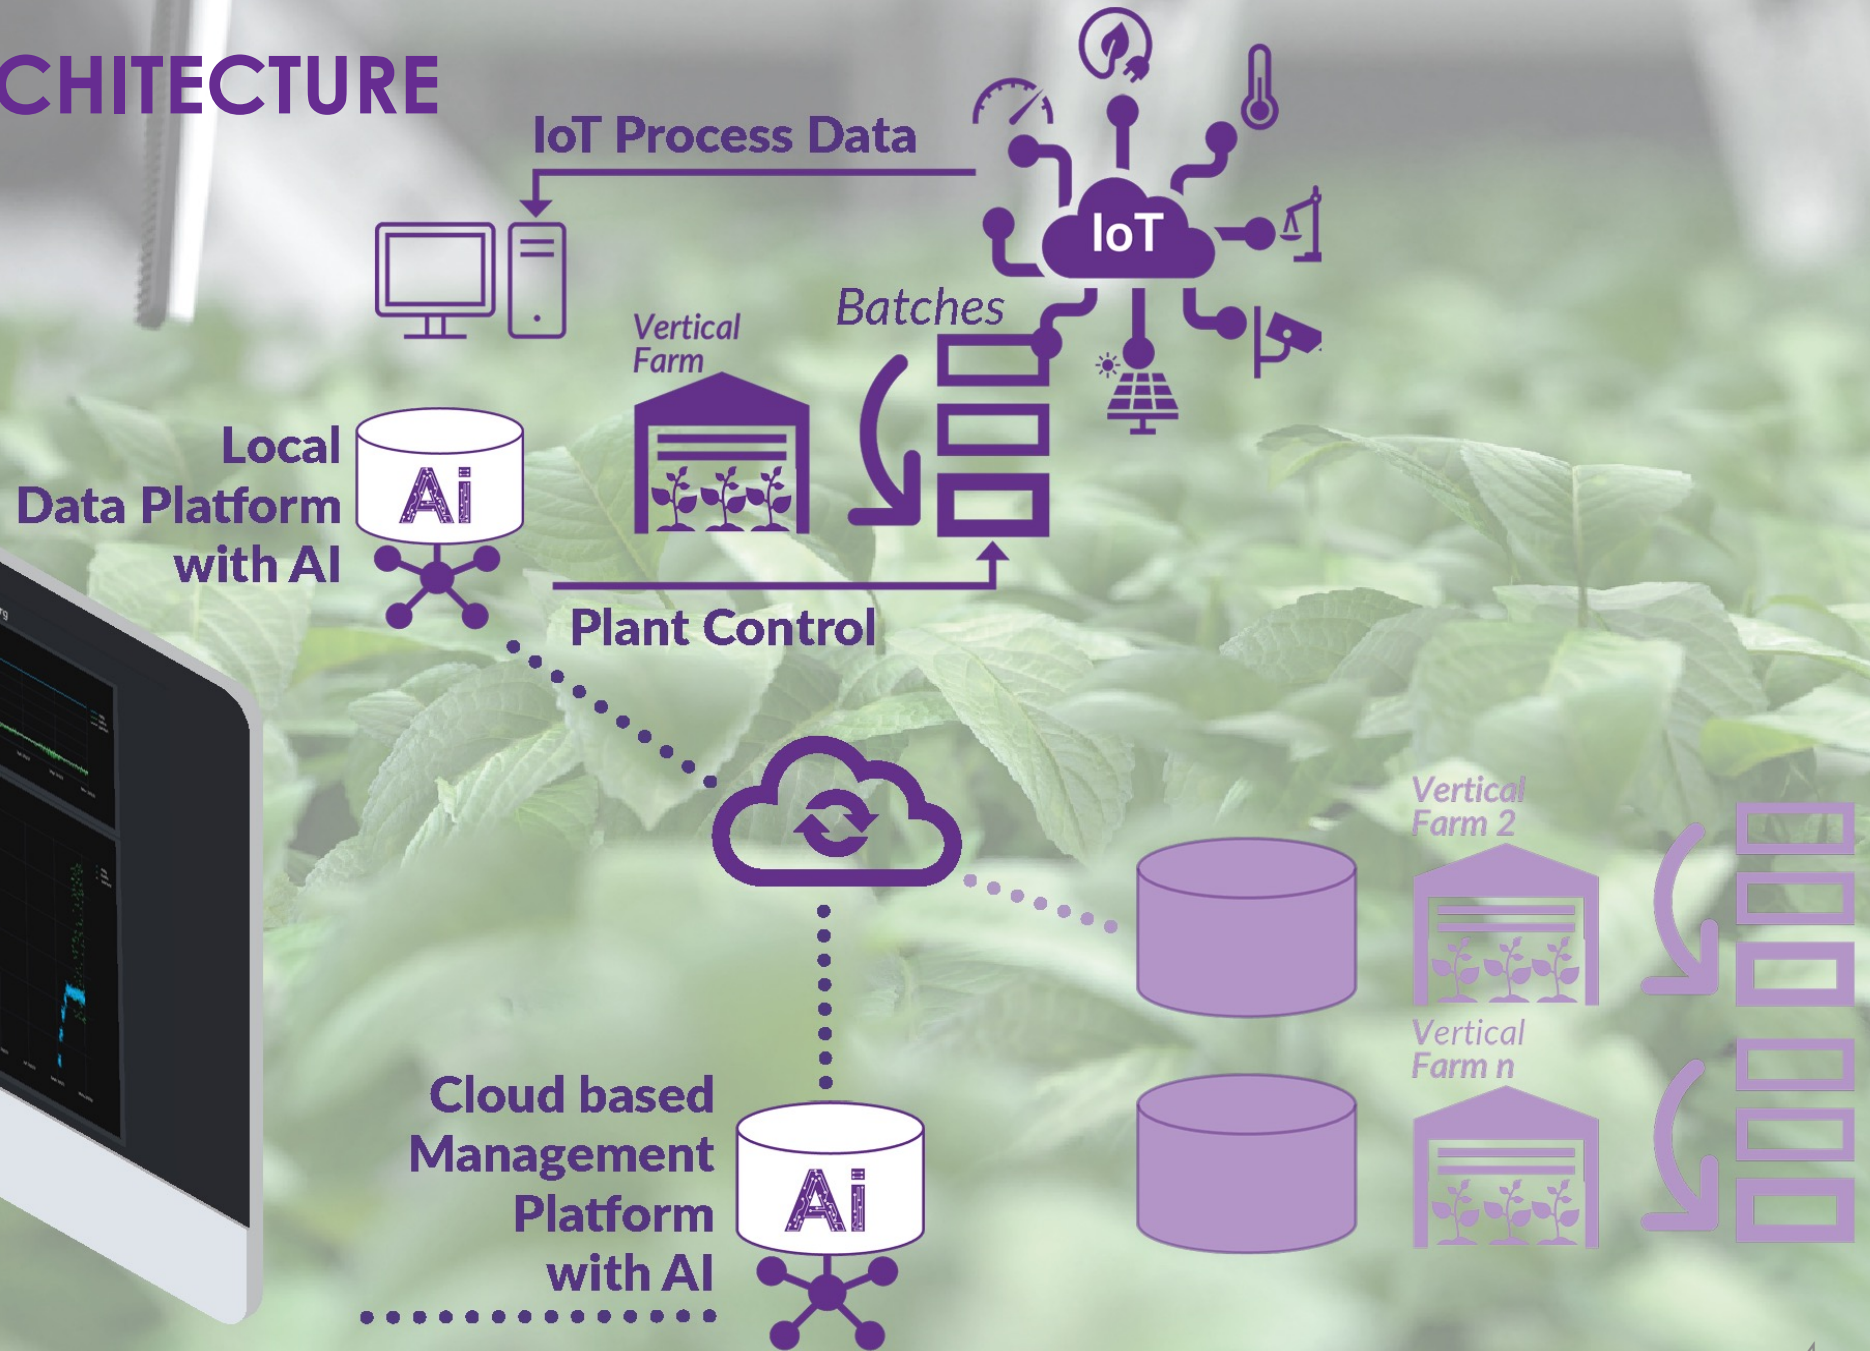 CHITECTURE
IoT Process Data
IoT
Batches
Vertical
Farm
Local
Data Platform
with AI
Ai
Plant Control
Vertical
Farm 2
Vertical
Farm n
Cloud based
Management
Platform
with AI
Ai